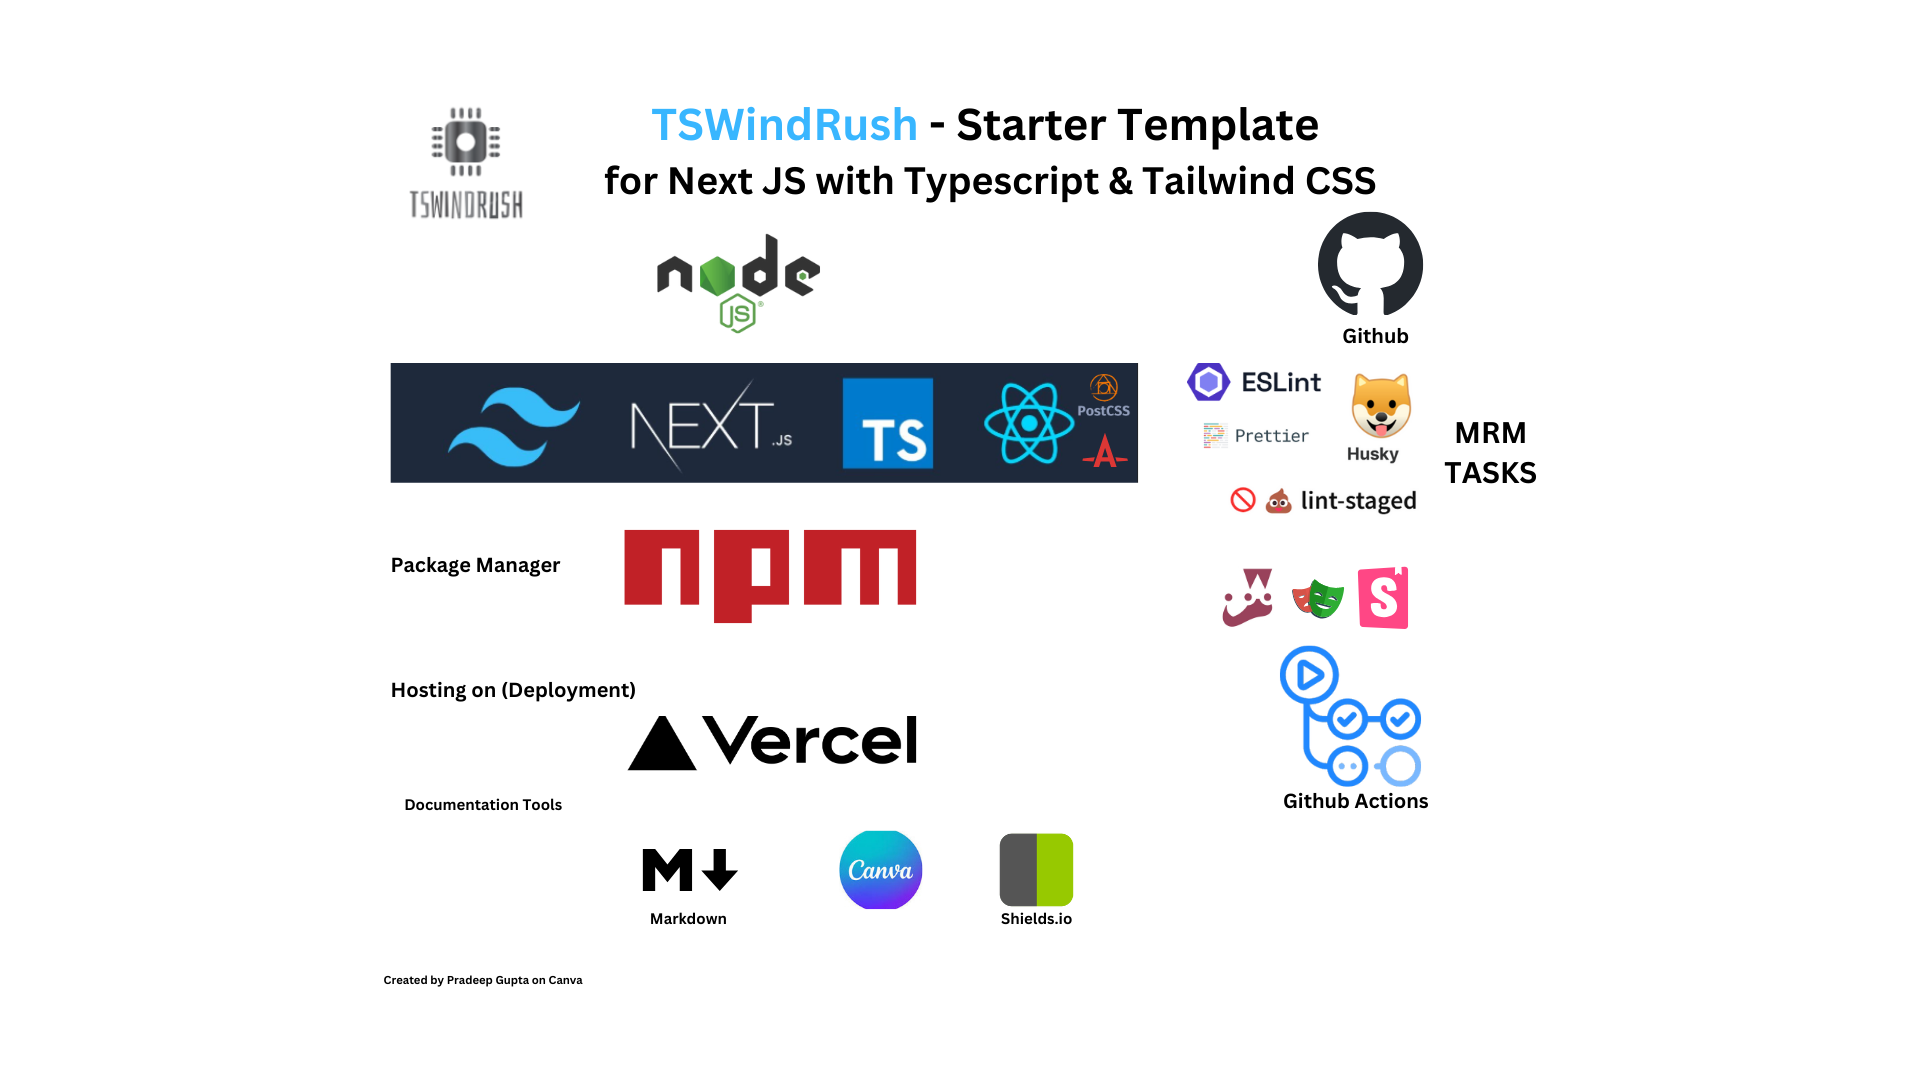 TSWINDRUSH
TSWindRush - Starter Template
for Next JS with Typescript & Tailwind CSS
node
JS
®
Github
NEXT.JS
TS
PostCSS
A
ESLint
Prettier
Husky
MRM
TASKS
lint-staged
Package Manager
npm
S
Hosting on (Deployment)
Vercel
Github Actions
Documentation Tools
M
Canva
Markdown
Shields.io
Created by Pradeep Gupta on Canva